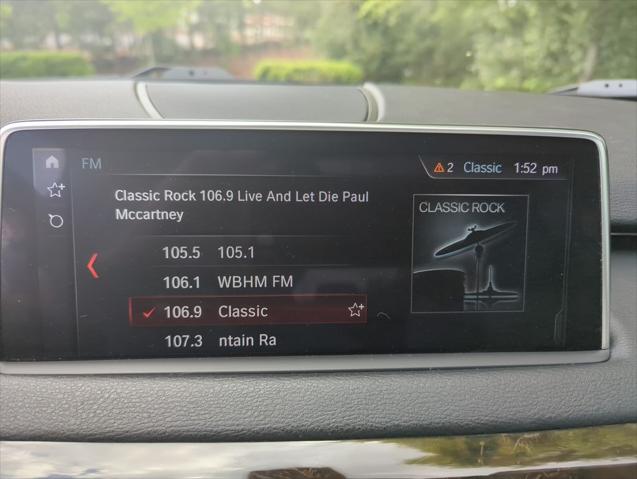 FM
2 Classic 1:52 pm
Classic Rock 106.9 Live And Let Die Paul
Mccartney
CLASSIC ROCK
105.5 105.1
106.1 WBHM FM
106.9 Classic
107.3 ntain Ra